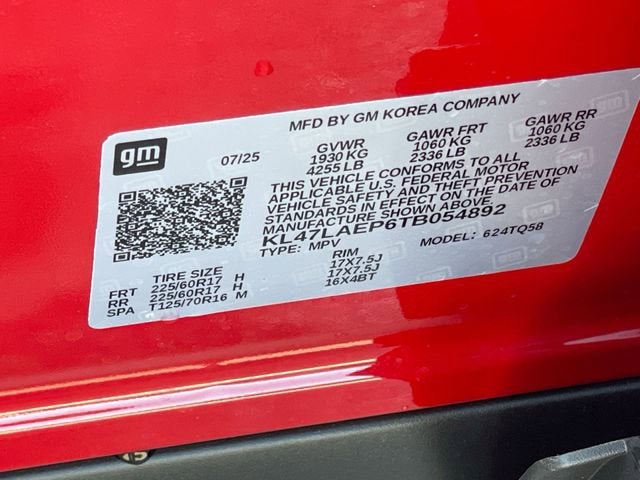 MFD BY GM KOREA COMPANY
gm
07/25
GVWR
1930 KG
4255 LB
GAWR FRT
1060 KG
2336 LB
GAWR RR
1060 KG
2336 LB
THIS VEHICLE CONFORMS TO ALL
APPLICABLE U.S. FEDERAL MOTOR
VEHICLE SAFETY AND THEFT PREVENTION
STANDARDS IN EFFECT ON THE DATE OF
MANUFACTURE SHOWN ABOVE
KL47LAEP6TB054892
TYPE: MPV
MODEL: 624TQ58
TIRE SIZE
RIM
FRT 225/60R17 H 17X7.5J
RR 225/60R17 H 17X7.5J
SPA T125/70R16 M 16X4BT